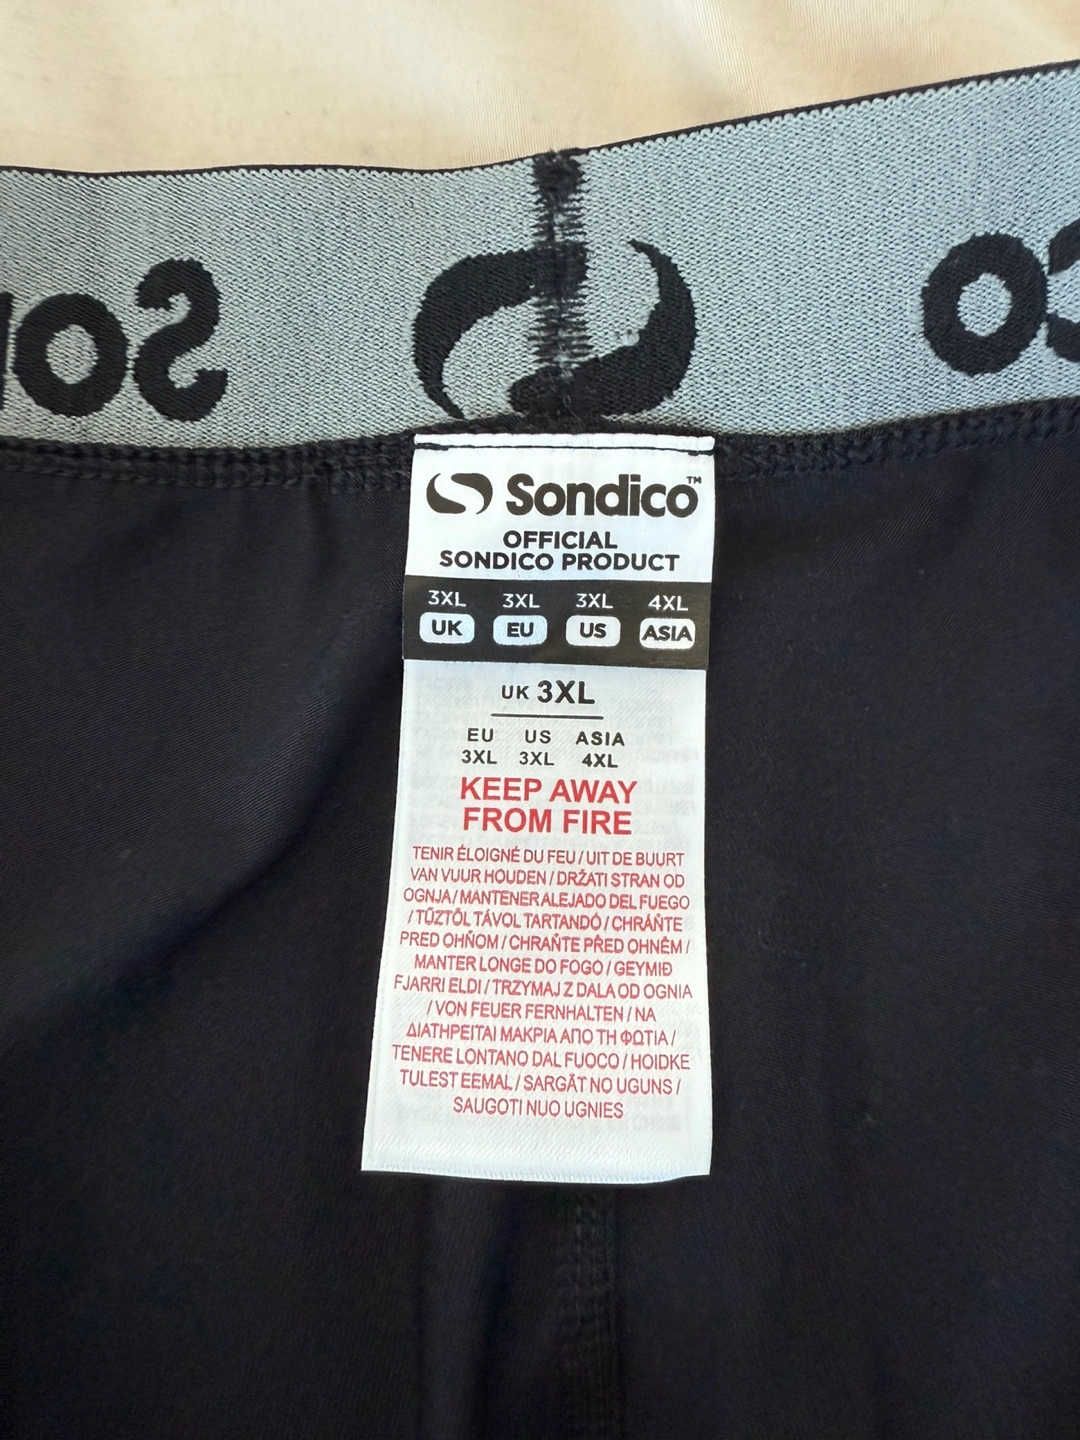 Sondico™
OFFICIAL
SONDICO PRODUCT
3XL 3XL 3XL 4XL
UK EU US ASIA
UK 3XL
EU US ASIA
3XL 3XL 4XL
KEEP AWAY
FROM FIRE
TENIR ÉLOIGNÉ DU FEU / UIT DE BUURT
VAN VUUR HOUDEN / DRŽATI STRAN OD
OGNJA / MANTENER ALEJADO DEL FUEGO
/ TŰZTŐL TÁVOL TARTANDÓ / CHRÁŇTE
PRED OHŇOM / CHRAŇTE PŘED OHNĚM /
MANTER LONGE DO FOGO / GEYMIÐ
FJARRI ELDI / TRZYMAJ Z DALA OD OGNIA
/ VON FEUER FERNHALTEN / ΝΑ
ΔΙΑΤΗΡΕΙΤΑΙ ΜΑΚΡΙΑ ΑΠΟ ΤΗ ΦΩΤΙΑ /
TENERE LONTANO DAL FUOCO / HOIDKE
TULEST EEMAL / SARGĀT NO UGUNS /
SAUGOTI NUO UGNIES